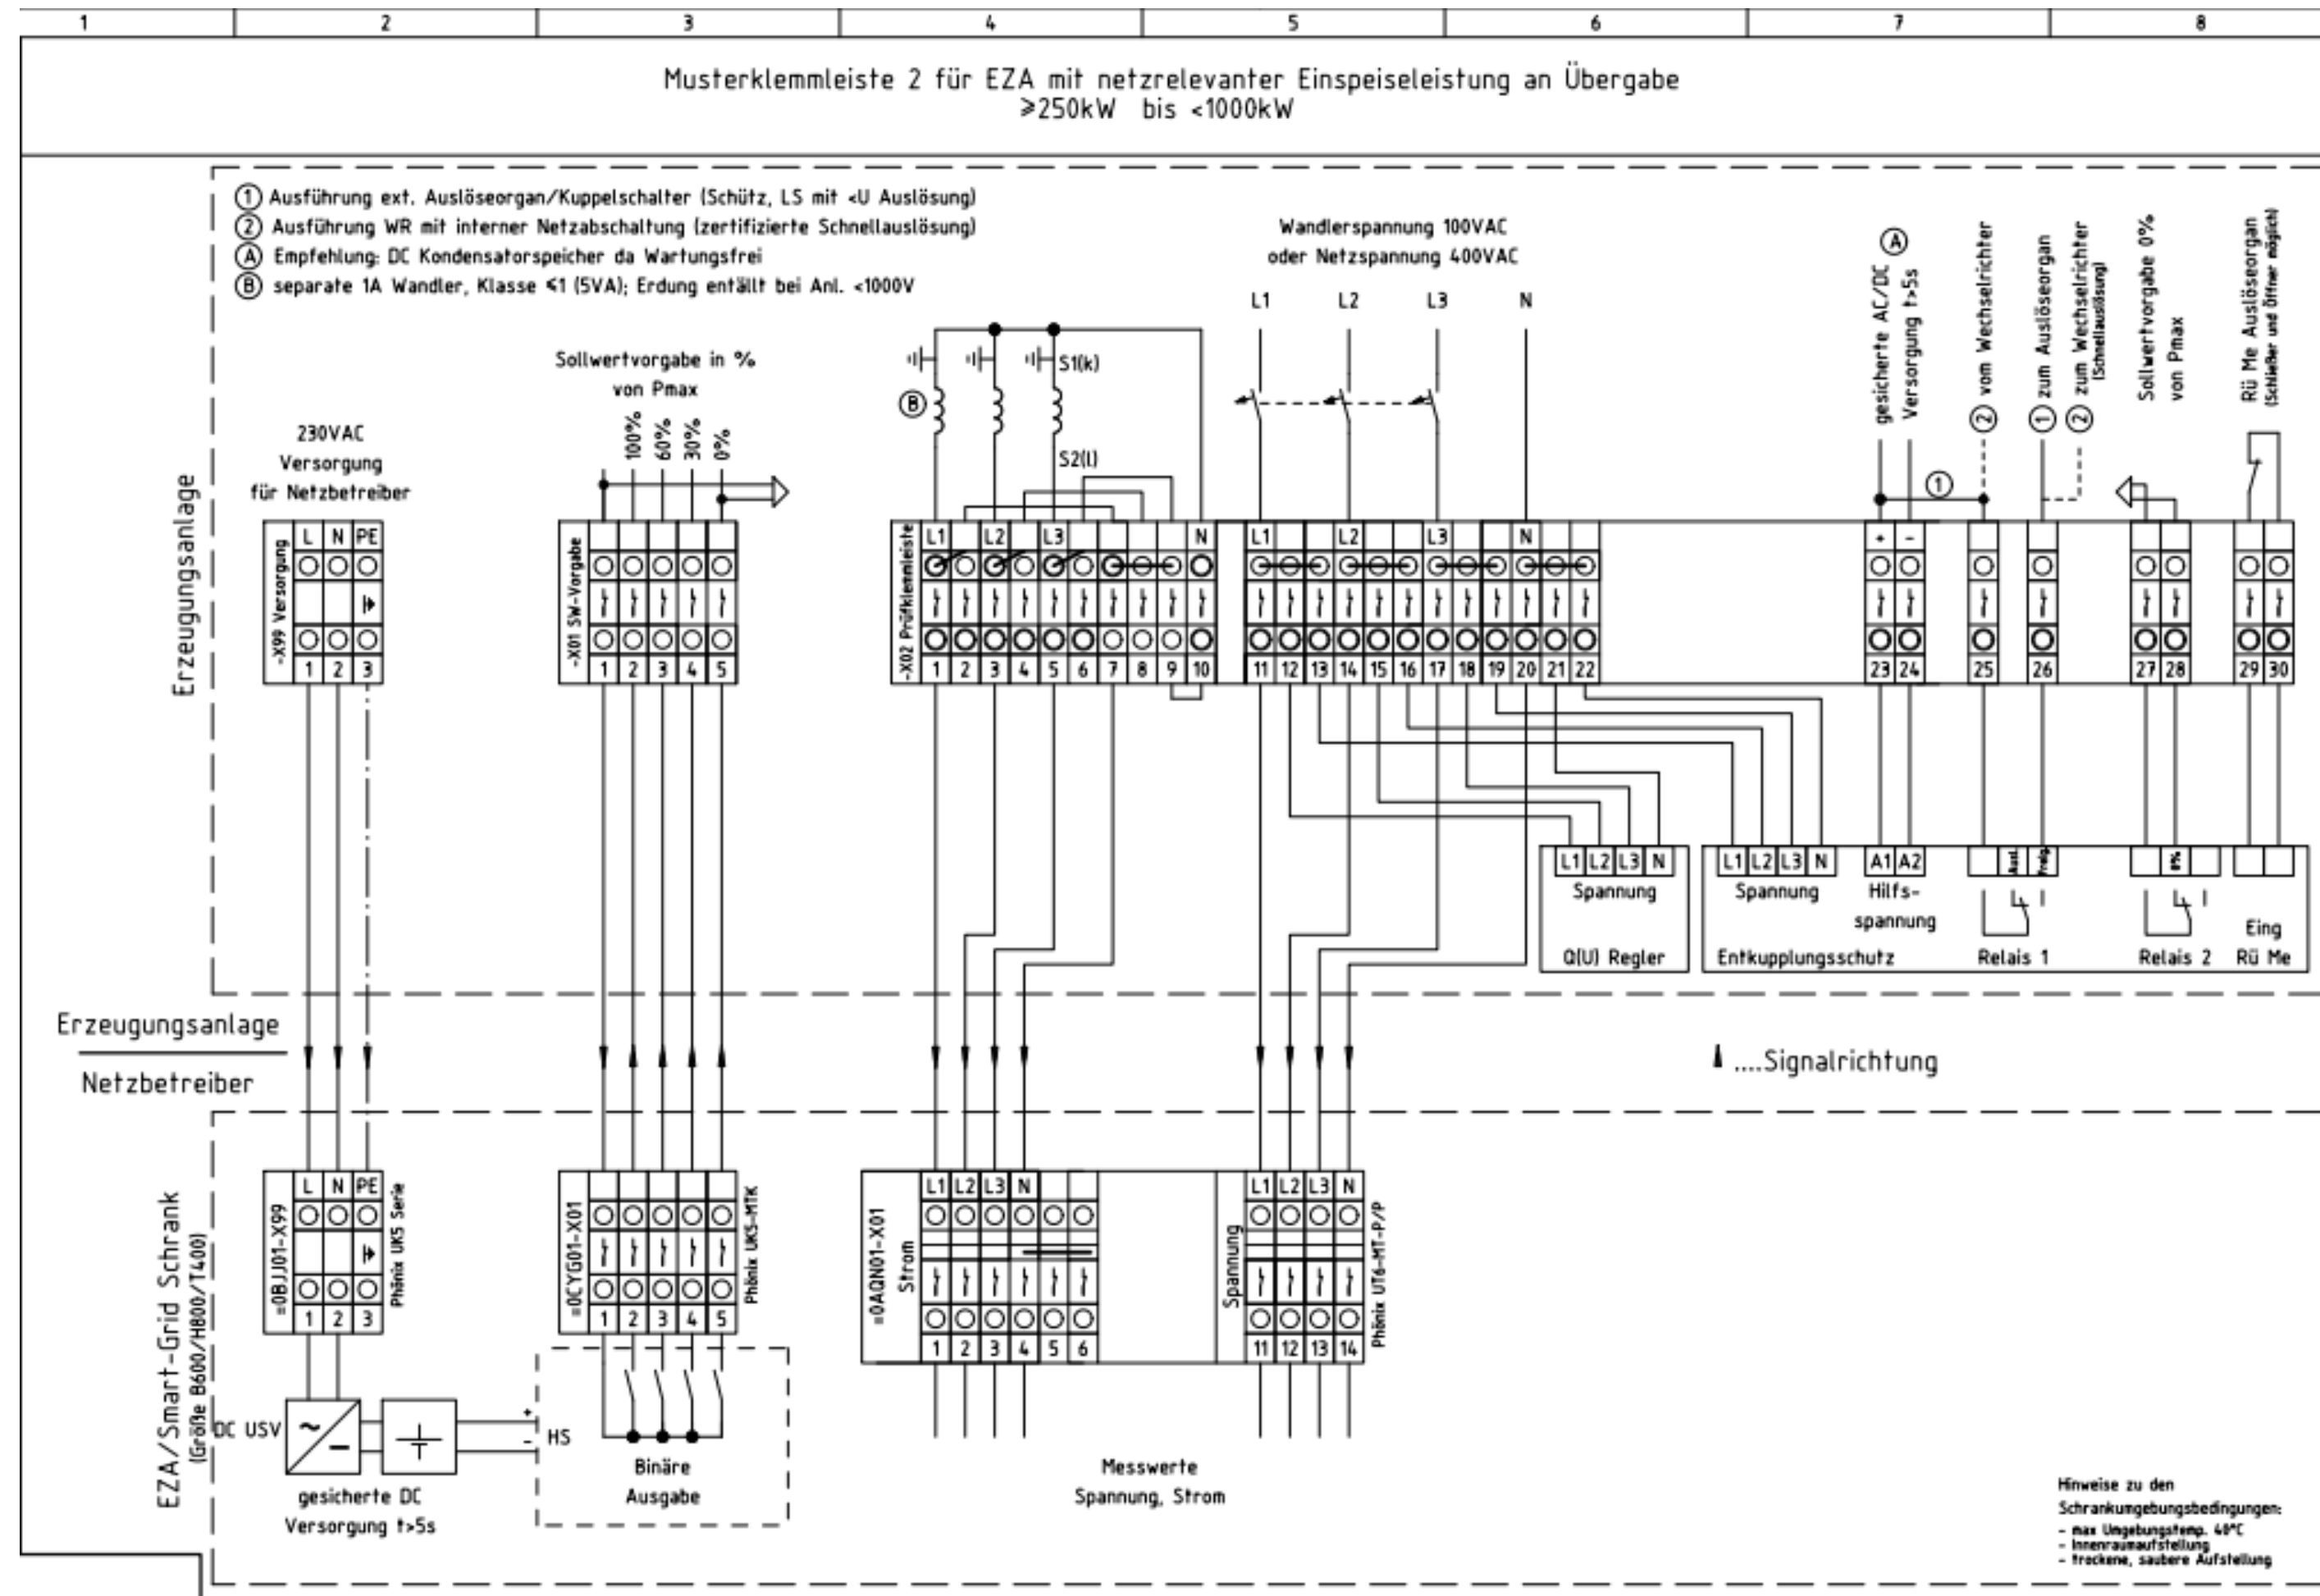 1 2 3 4 5 6 7 8
Musterklemmleiste 2 für EZA mit netzrelevanter Einspeiseleistung an Übergabe
≥250kW bis <1000kW
1 Ausführung ext. Auslöseorgan/Kuppelschalter (Schütz, LS mit <U Auslösung)
2 Ausführung WR mit interner Netzabschaltung (zertifizierte Schnellauslösung)
A Empfehlung: DC Kondensatorspeicher da Wartungsfrei
B separate 1A Wandler, Klasse ≤1 (5VA); Erdung entällt bei Anl. <1000V
Wandlerspannung 100VAC
oder Netzspannung 400VAC
L1 L2 L3 N
A
gesicherte AC/DC
Versorgung t>5s
2 vom Wechselrichter
1 zum Auslöseorgan
2 zum Wechselrichter
(Schnellauslösung)
Sollwertvorgabe 0%
von Pmax
Rü Me Auslöseorgan
(Schließer und Öffner möglich)
230VAC
Versorgung
für Netzbetreiber
Sollwertvorgabe in %
von Pmax
100%
60%
30%
0%
S1(k)
B
S2(l)
1
Erzeugungsanlage
-X99 Versorgung
L N PE
1 2 3
-X01 SW-Vorgabe
1 2 3 4 5
-X02 Prüfklemmleiste
L1 L2 L3 N
1 2 3 4 5 6 7 8 9 10
L1 L2 L3 N
11 12 13 14 15 16 17 18 19 20 21 22
+ -
23 24 25 26 27 28 29 30
L1 L2 L3 N
Spannung
Q(U) Regler
L1 L2 L3 N
Spannung
Entkupplungsschutz
A1 A2
Hilfs-
spannung
Ausl.
Freig.
Relais 1
0%
Relais 2
Eing
Rü Me
Erzeugungsanlage
Netzbetreiber
....Signalrichtung
EZA/Smart-Grid Schrank
(Größe B600/H800/T400)
=0BJJ01-X99
L N PE
1 2 3
Phönix UK5 Serie
=0CYG01-X01
1 2 3 4 5
Phönix UK5-MTK
=0AQN01-X01
Strom
L1 L2 L3 N
1 2 3 4 5 6
Spannung
L1 L2 L3 N
11 12 13 14
Phönix UT6-MT-P/P
DC USV
+
-
HS
gesicherte DC
Versorgung t>5s
Binäre
Ausgabe
Messwerte
Spannung, Strom
Hinweise zu den
Schrankumgebungsbedingungen:
- max Umgebungstemp. 40°C
- Innenraumaufstellung
- trockene, saubere Aufstellung